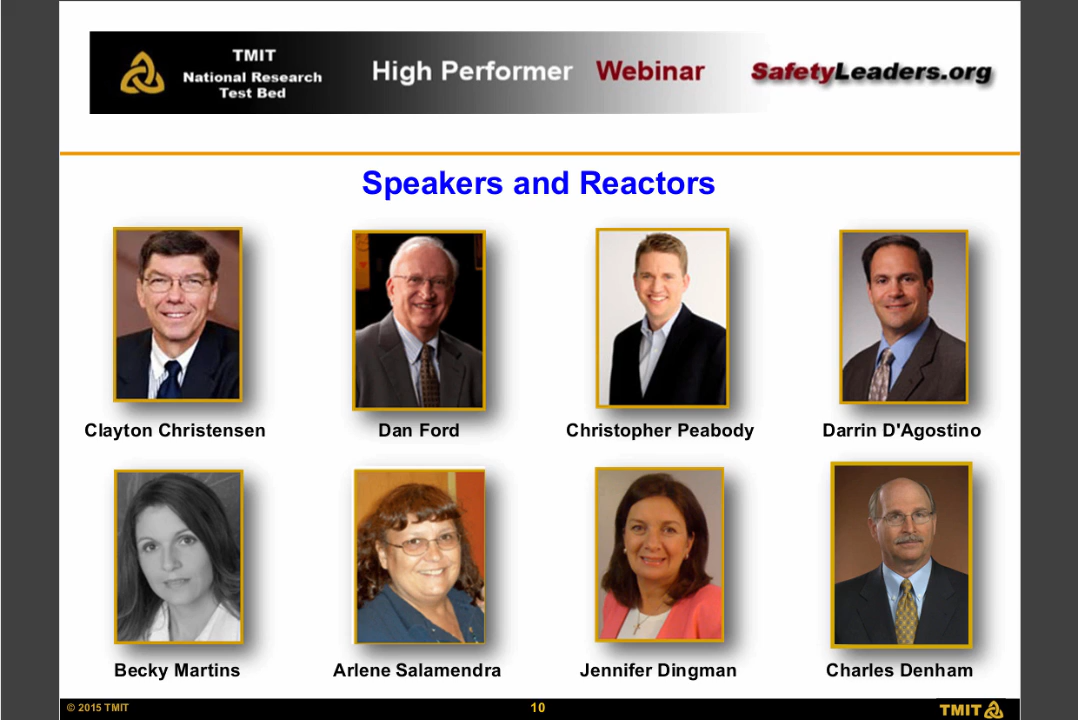 TMIT
National Research
Test Bed
High Performer Webinar
SafetyLeaders.org
Speakers and Reactors
Clayton Christensen
Dan Ford
Christopher Peabody
Darrin D'Agostino
Becky Martins
Arlene Salamendra
Jennifer Dingman
Charles Denham
© 2015 TMIT
10
TMIT